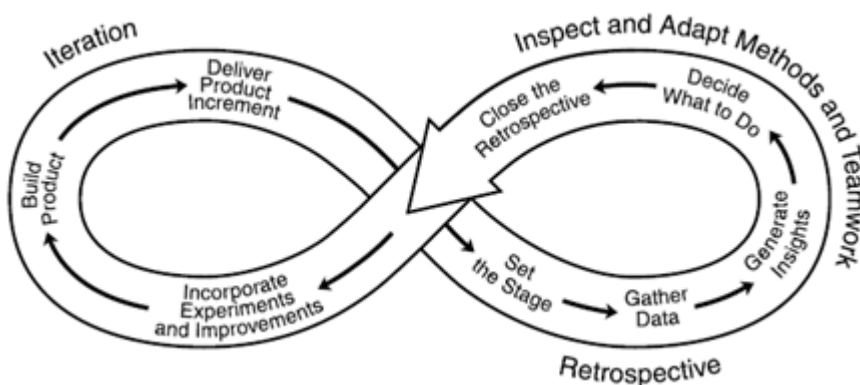 Iteration
Deliver
Product
Increment
Build
Product
Incorporate
Experiments
and Improvements
Inspect and Adapt Methods and Teamwork
Close the
Retrospective
Decide
What to Do
Generate
Insights
Gather
Data
Set
the Stage
Retrospective